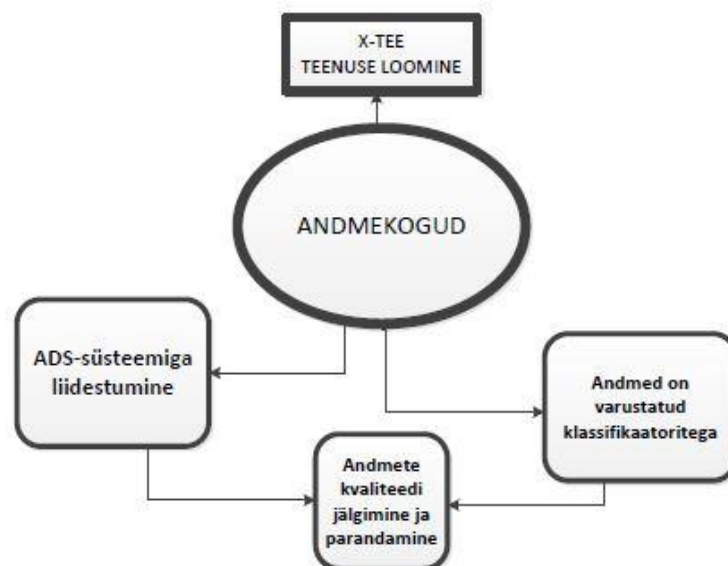 X-TEE
TEENUSE LOOMINE
ANDMEKOGUD
ADS-süsteemiga
liidestumine
Andmed on
varustatud
klassifikaatoritega
Andmete
kvaliteedi
jälgimine ja
parandamine